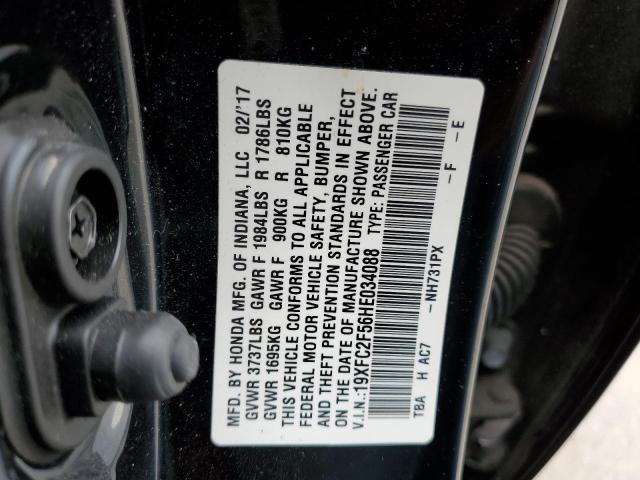 MFD. BY HONDA MFG. OF INDIANA, LLC 02/'17
GVWR 3737LBS GAWR F 1984LBS R 1786LBS
GVWR 1695KG GAWR F 900KG R 810KG
THIS VEHICLE CONFORMS TO ALL APPLICABLE
FEDERAL MOTOR VEHICLE SAFETY, BUMPER,
AND THEFT PREVENTION STANDARDS IN EFFECT
ON THE DATE OF MANUFACTURE SHOWN ABOVE.
V.I.N.:19XFC2F56HE034088 TYPE: PASSENGER CAR
TBA H AC7 -NH731PX -F -E